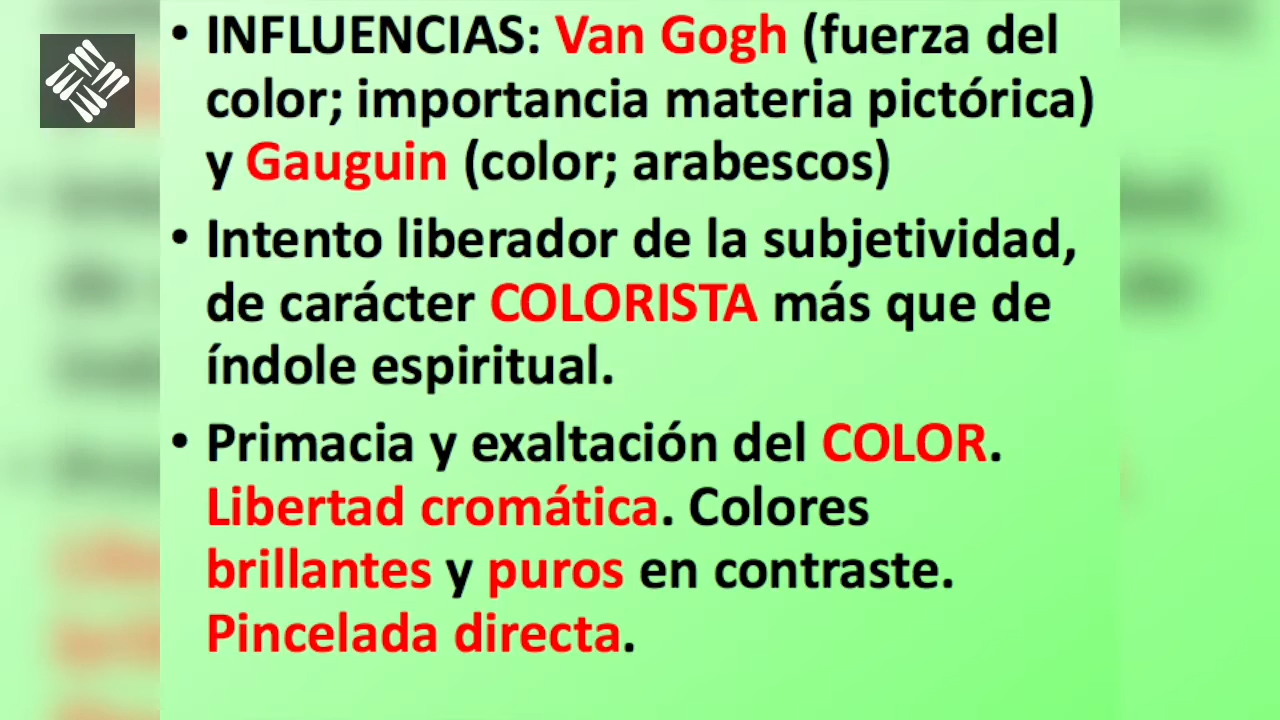 • INFLUENCIAS: Van Gogh (fuerza del
color; importancia materia pictórica)
y Gauguin (color; arabescos)
• Intento liberador de la subjetividad,
de carácter COLORISTA más que de
índole espiritual.
• Primacia y exaltación del COLOR.
Libertad cromática. Colores
brillantes y puros en contraste.
Pincelada directa.